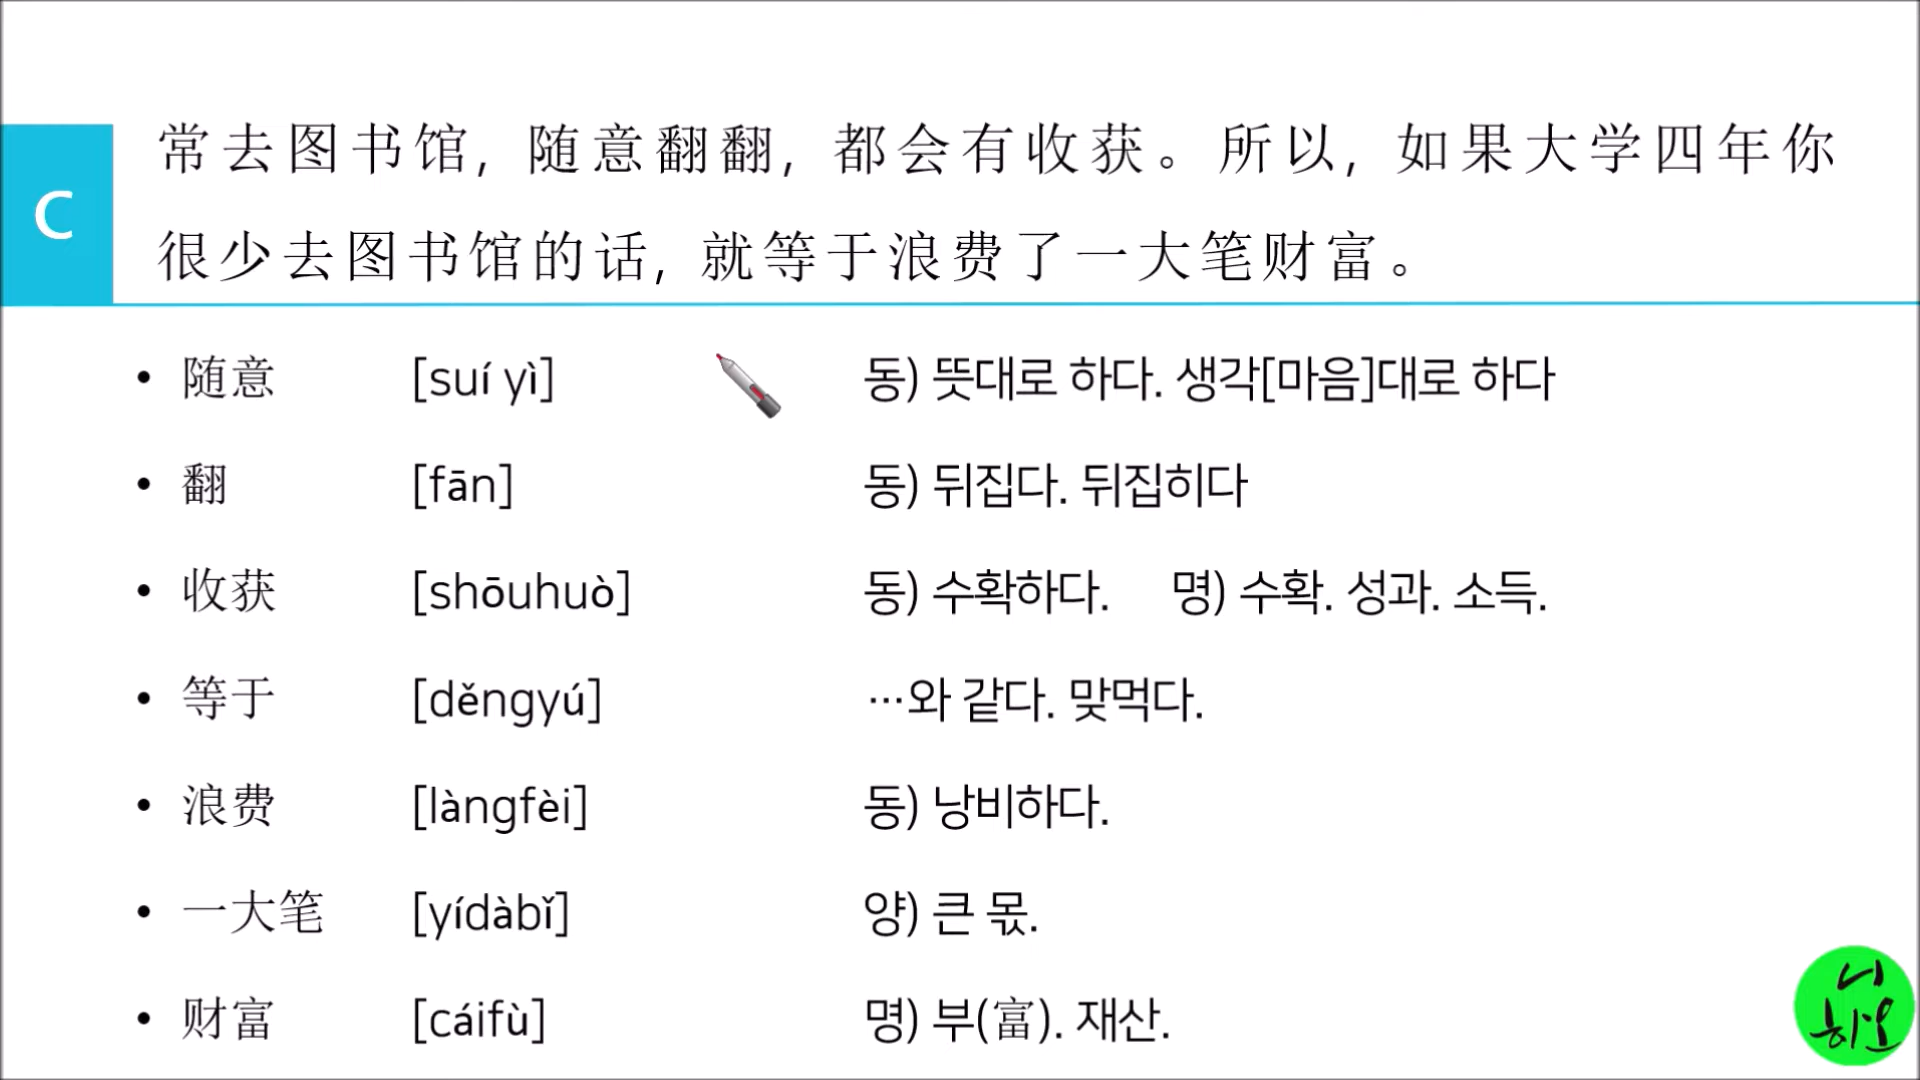 常去图书馆, 随意翻翻, 都会有收获。所以, 如果大学四年你
很少去图书馆的话, 就等于浪费了一大笔财富。
C
• 随意 [suí yì] 동) 뜻대로 하다. 생각[마음]대로 하다
• 翻 [fān] 동) 뒤집다. 뒤집히다
• 收获 [shōuhuò] 동) 수확하다. 명) 수확. 성과. 소득.
• 等于 [děngyú] …와 같다. 맞먹다.
• 浪费 [làngfèi] 동) 낭비하다.
• 一大笔 [yídàbǐ] 양) 큰 몫.
• 财富 [cáifù] 명) 부(富). 재산.
니
하오